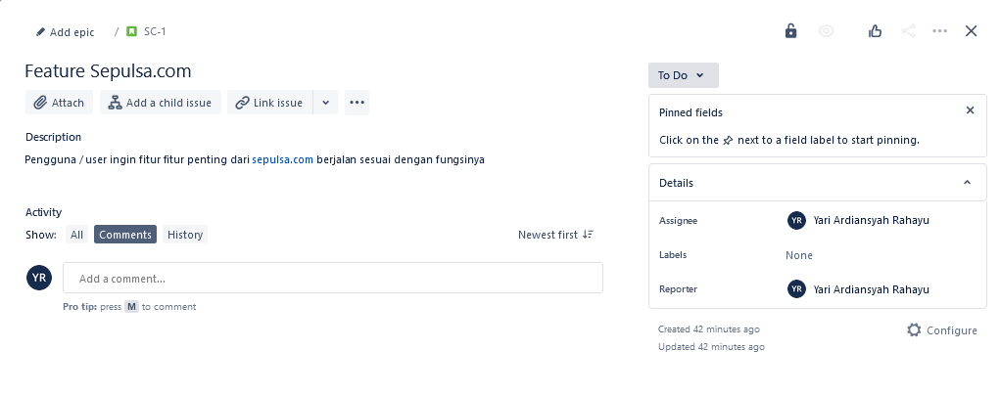 Add epic / SC-1
Feature Sepulsa.com
Attach Add a child issue Link issue
Description
Pengguna / user ingin fitur fitur penting dari sepulsa.com berjalan sesuai dengan fungsinya
Activity
Show: All Comments History Newest first
YR Add a comment...
Pro tip: press M to comment
To Do
Pinned fields
Click on the next to a field label to start pinning.
Details
Assignee YR Yari Ardiansyah Rahayu
Labels None
Reporter YR Yari Ardiansyah Rahayu
Created 42 minutes ago Configure
Updated 42 minutes ago